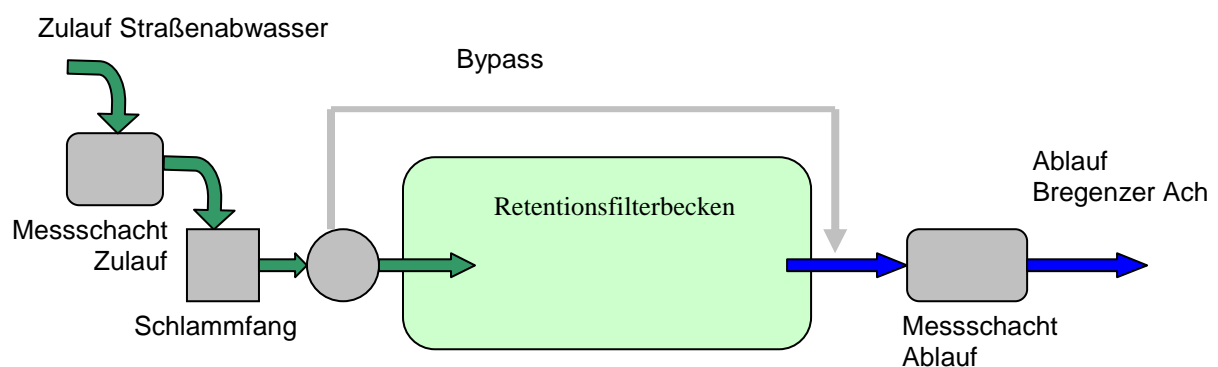 Zulauf Straßenabwasser
Bypass
Ablauf
Bregenzer Ach
Retentionsfilterbecken
Messschacht
Zulauf
Schlammfang
Messschacht
Ablauf